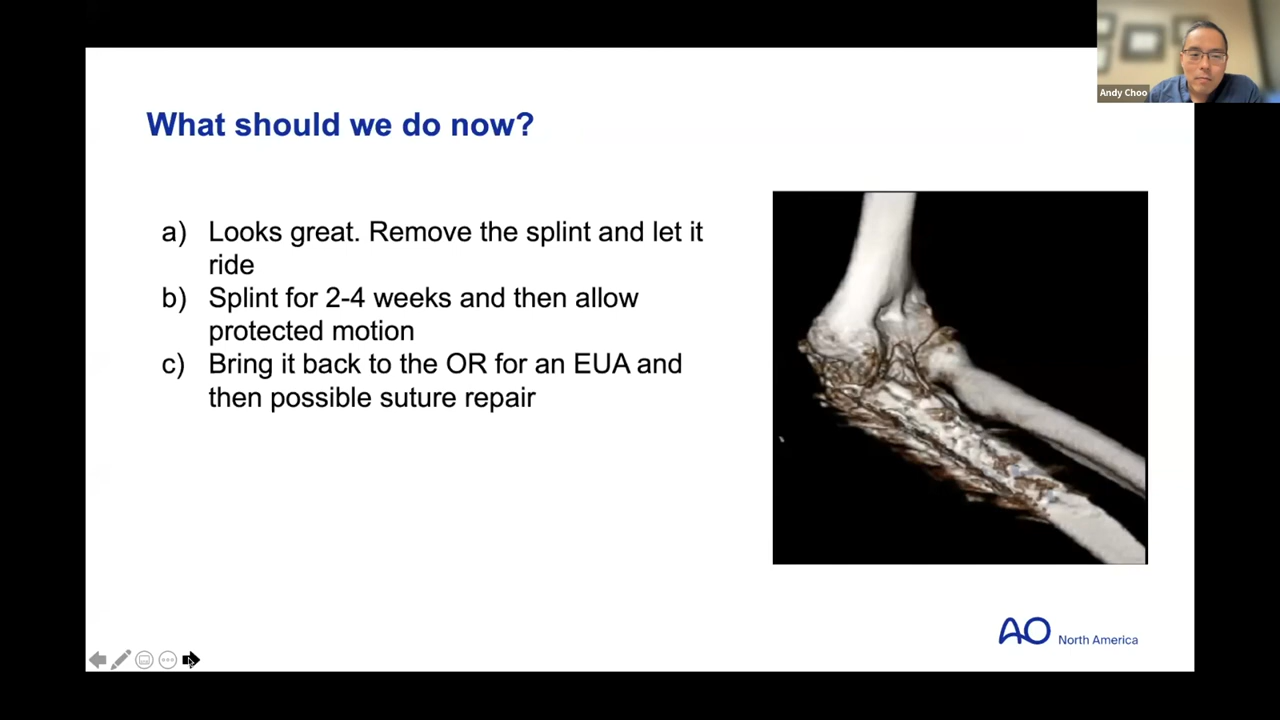 Andy Choo
What should we do now?
a) Looks great. Remove the splint and let it
ride
b) Splint for 2-4 weeks and then allow
protected motion
c) Bring it back to the OR for an EUA and
then possible suture repair
AO North America